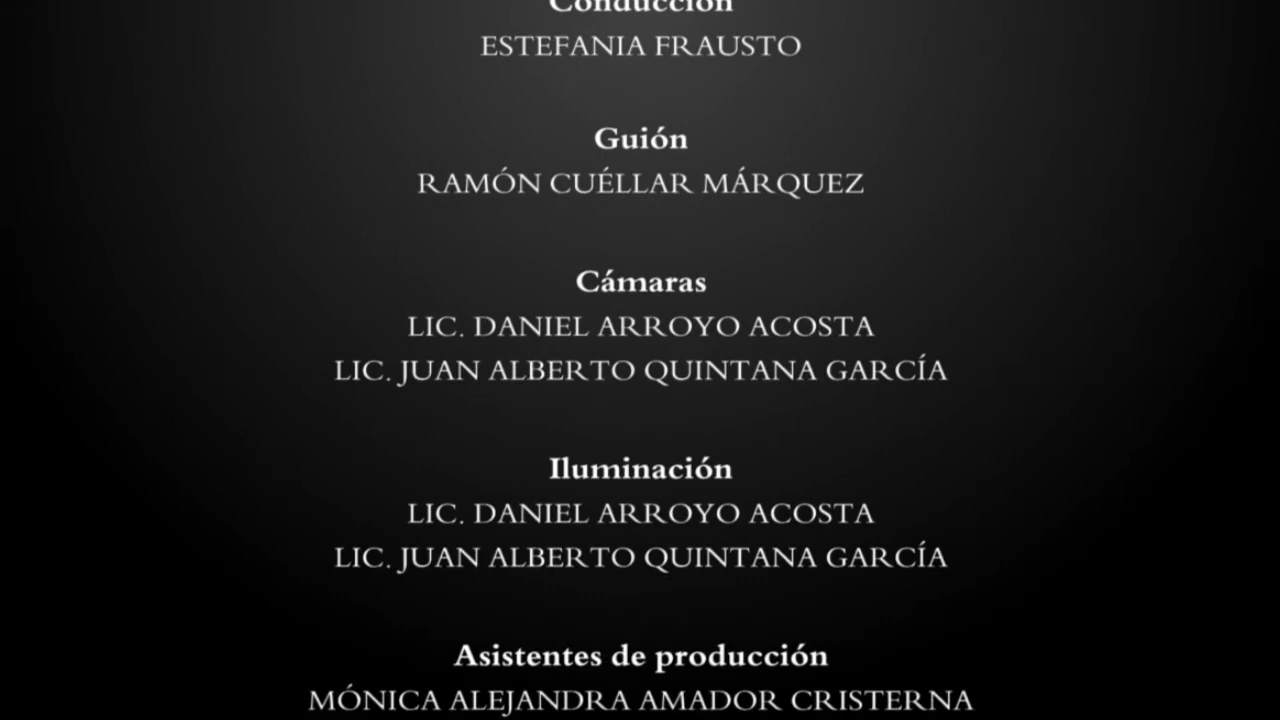 Conducción
ESTEFANIA FRAUSTO
Guión
RAMÓN CUÉLLAR MÁRQUEZ
Cámaras
LIC. DANIEL ARROYO ACOSTA
LIC. JUAN ALBERTO QUINTANA GARCÍA
Iluminación
LIC. DANIEL ARROYO ACOSTA
LIC. JUAN ALBERTO QUINTANA GARCÍA
Asistentes de producción
MÓNICA ALEJANDRA AMADOR CRISTERNA